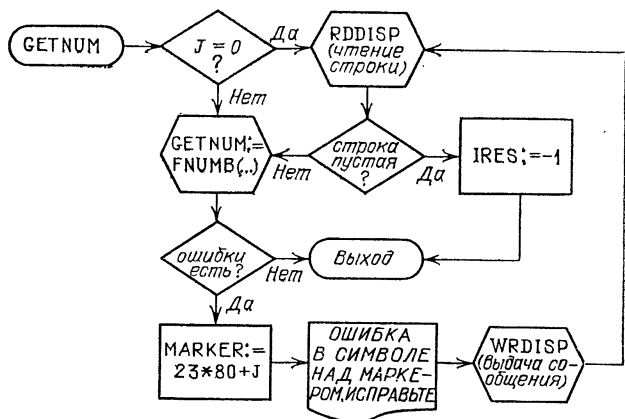 GETNUM
J = 0
?
Да
RDDISP
(чтение
строки)
Нет
GETNUM:=
FNUMB(..)
Нет
строка
пустая
?
Да
IRES:=-1
ошибки
есть?
Нет
Выход
Да
MARKER:=
23*80+J
ОШИБКА
В СИМВОЛЕ
НАД МАРКЕ-
РОМ,ИСПРАВЬТЕ
WRDISP
(выдача со-
общения)